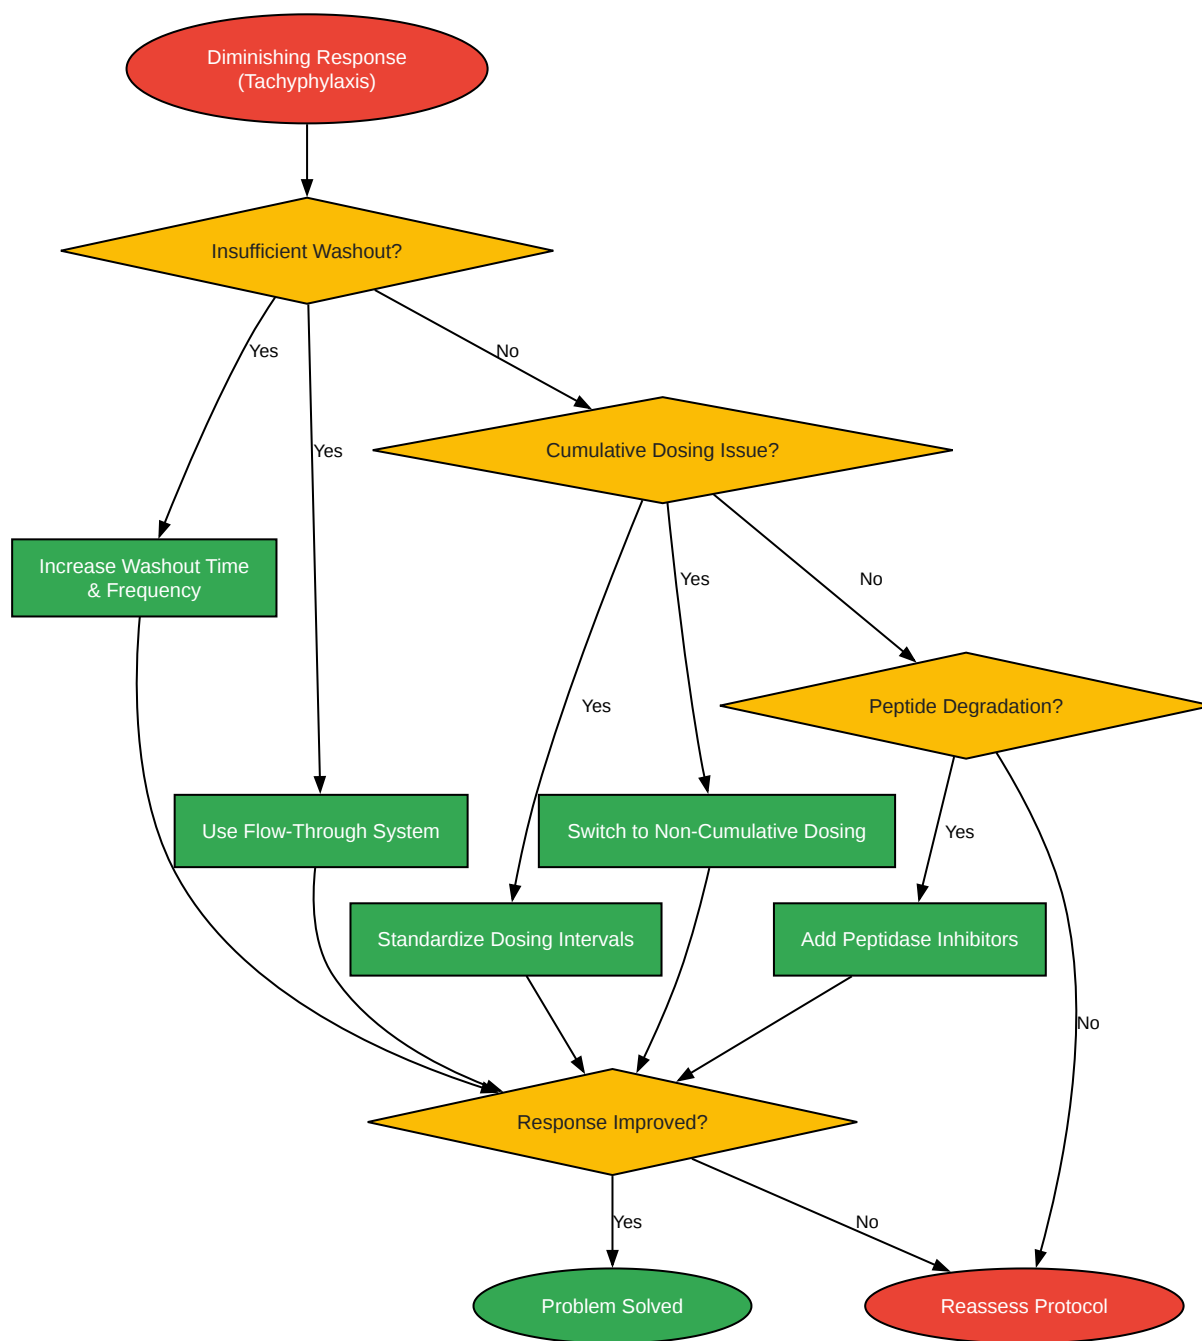 Diminishing Response
(Tachyphylaxis)
Insufficient Washout?
Yes
No
Yes
Cumulative Dosing Issue?
Increase Washout Time
& Frequency
Yes
No
Yes
Peptide Degradation?
Use Flow-Through System
Switch to Non-Cumulative Dosing
Yes
Standardize Dosing Intervals
Add Peptidase Inhibitors
No
Response Improved?
Yes
No
Problem Solved
Reassess Protocol